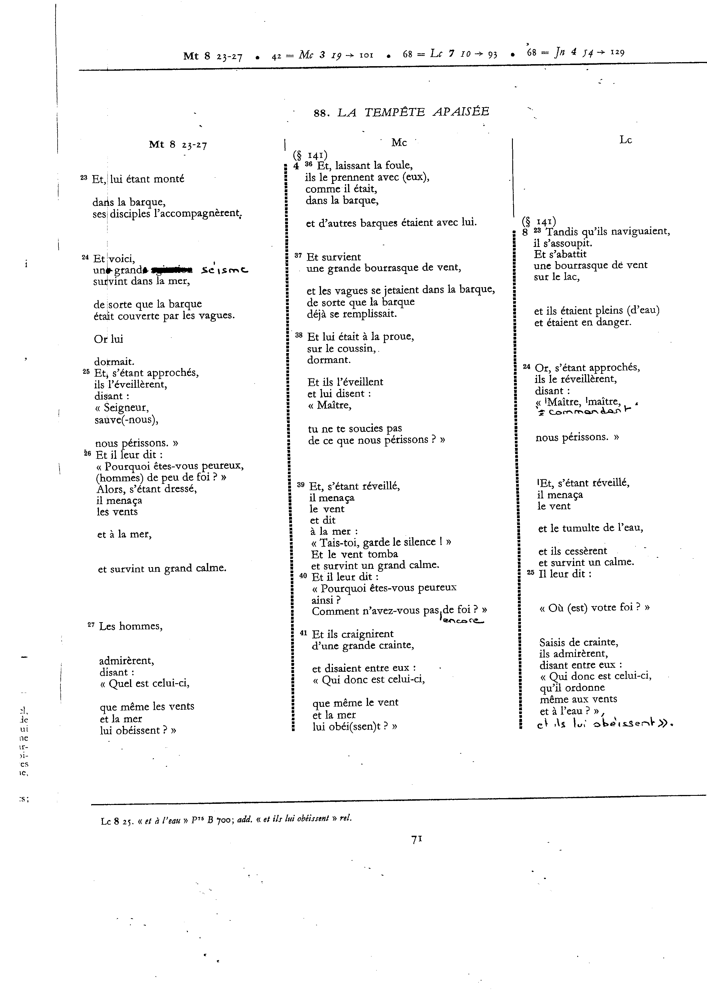 Mt 8 23-27 • 42 = Mc 3 19 → 101 • 68 = Lc 7 10 → 93 • 68 = Jn 4 54 → 129
88. LA TEMPÊTE APAISÉE
Mt 8 23-27
23 Et, lui étant monté
dans la barque,
ses disciples l'accompagnèrent.
24 Et voici,
un grand séisme
survint dans la mer,
de sorte que la barque
était couverte par les vagues.
Or lui
dormait.
25 Et, s'étant approchés,
ils l'éveillèrent,
disant :
« Seigneur,
sauve(-nous),
nous périssons. »
26 Et il leur dit :
« Pourquoi êtes-vous peureux,
(hommes) de peu de foi ? »
Alors, s'étant dressé,
il menaça
les vents
et à la mer,
et survint un grand calme.
27 Les hommes,
admirèrent,
disant :
« Quel est celui-ci,
que même les vents
et la mer
lui obéissent ? »
Mc
(§ 141)
4 36 Et, laissant la foule,
ils le prennent avec (eux),
comme il était,
dans la barque,
et d'autres barques étaient avec lui.
37 Et survient
une grande bourrasque de vent,
et les vagues se jetaient dans la barque,
de sorte que la barque
déjà se remplissait.
38 Et lui était à la proue,
sur le coussin,
dormant.
Et ils l'éveillent
et lui disent :
« Maître,
tu ne te soucies pas
de ce que nous périssons ? »
39 Et, s'étant réveillé,
il menaça
le vent
et dit
à la mer :
« Tais-toi, garde le silence ! »
Et le vent tomba
et survint un grand calme.
40 Et il leur dit :
« Pourquoi êtes-vous peureux
ainsi ?
Comment n'avez-vous pas de foi ? »
encore
41 Et ils craignirent
d'une grande crainte,
et disaient entre eux :
« Qui donc est celui-ci,
que même le vent
et la mer
lui obéi(ssen)t ? »
Lc
(§ 141)
8 23 Tandis qu'ils naviguaient,
il s'assoupit.
Et s'abattit
une bourrasque de vent
sur le lac,
et ils étaient pleins (d'eau)
et étaient en danger.
24 Or, s'étant approchés,
ils le réveillèrent,
disant :
« Maître, maître,
= commandant
nous périssons. »
Et, s'étant réveillé,
il menaça
le vent
et le tumulte de l'eau,
et ils cessèrent
et survint un calme.
25 Il leur dit :
« Où (est) votre foi ? »
Saisis de crainte,
ils admirèrent,
disant entre eux :
« Qui donc est celui-ci,
qu'il ordonne
même aux vents
et à l'eau ? »,
et ils lui obéissent ».
Lc 8 25. « et à l'eau » P75 B 700; add. « et ils lui obéissent » rel.
71